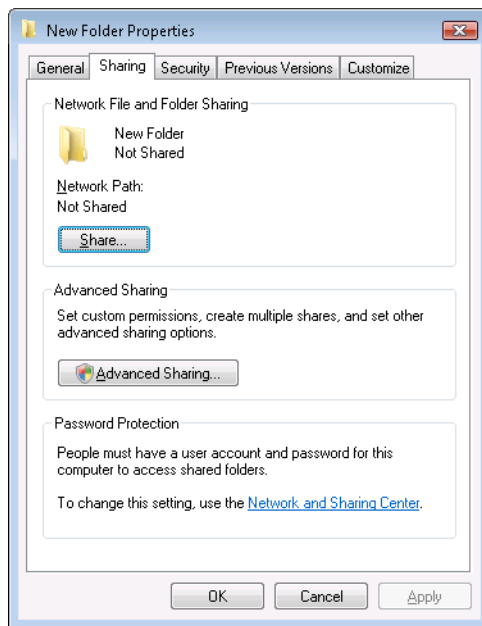 New Folder Properties
General Sharing Security Previous Versions Customize
Network File and Folder Sharing
New Folder
Not Shared
Network Path:
Not Shared
Share...
Advanced Sharing
Set custom permissions, create multiple shares, and set other
advanced sharing options.
Advanced Sharing...
Password Protection
People must have a user account and password for this
computer to access shared folders.
To change this setting, use the Network and Sharing Center.
OK Cancel Apply